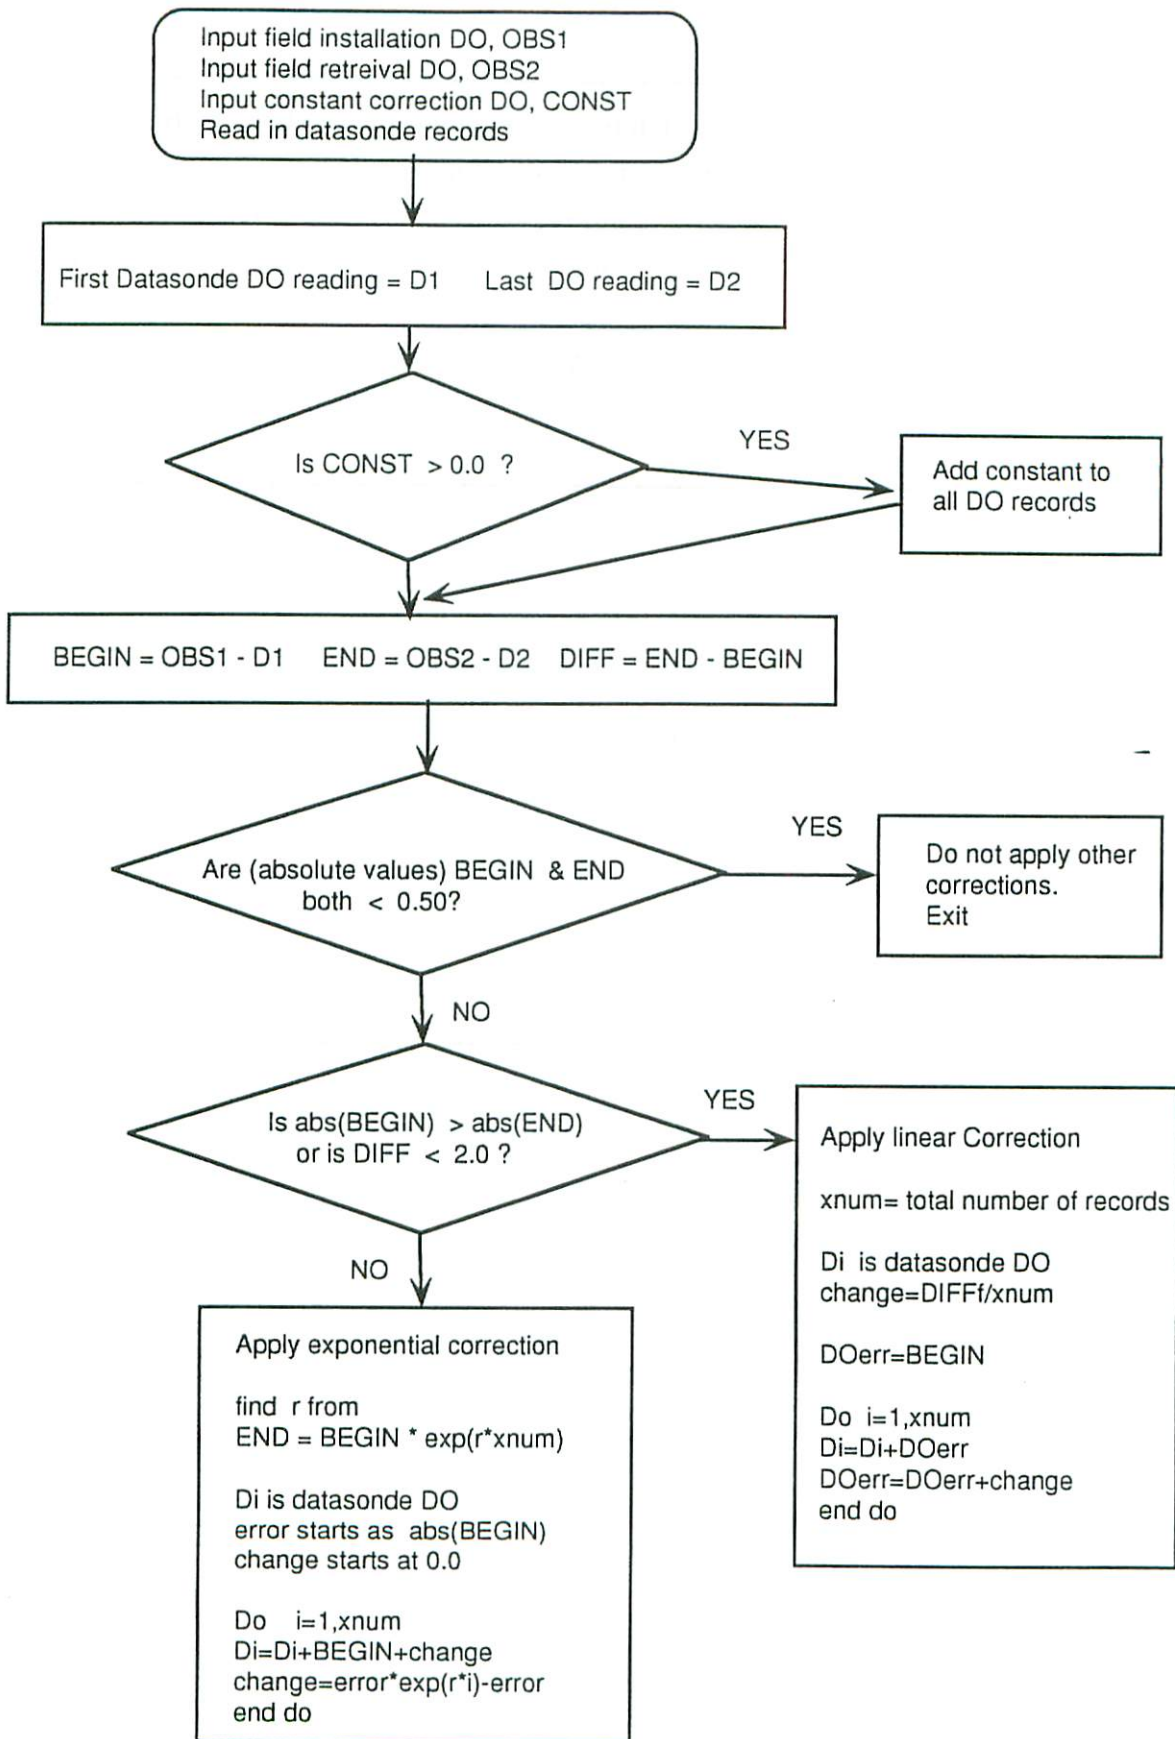 Input field installation DO, OBS1
Input field retreival DO, OBS2
Input constant correction DO, CONST
Read in datasonde records
First Datasonde DO reading = D1 Last DO reading = D2
Is CONST > 0.0 ?
YES
Add constant to
all DO records
BEGIN = OBS1 - D1 END = OBS2 - D2 DIFF = END - BEGIN
Are (absolute values) BEGIN & END
both < 0.50?
YES
Do not apply other
corrections.
Exit
NO
Is abs(BEGIN) > abs(END)
or is DIFF < 2.0 ?
YES
Apply linear Correction
xnum= total number of records
Di is datasonde DO
change=DIFFf/xnum
DOerr=BEGIN
Do i=1,xnum
Di=Di+DOerr
DOerr=DOerr+change
end do
NO
Apply exponential correction
find r from
END = BEGIN * exp(r*xnum)
Di is datasonde DO
error starts as abs(BEGIN)
change starts at 0.0
Do i=1,xnum
Di=Di+BEGIN+change
change=error*exp(r*i)-error
end do